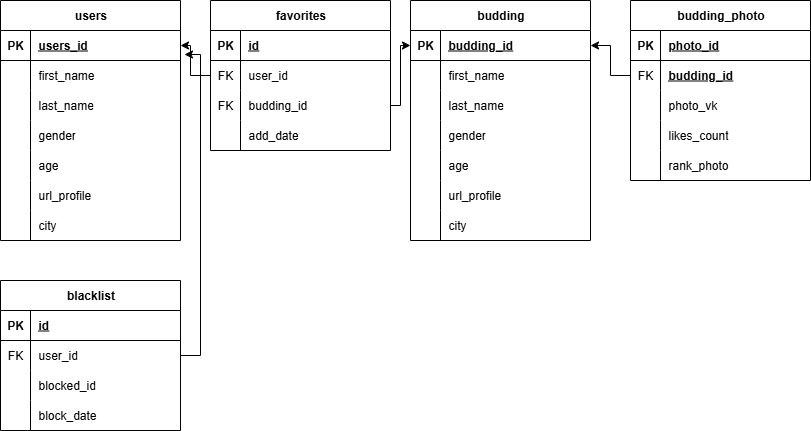 users
PK users_id
first_name
last_name
gender
age
url_profile
city
favorites
PK id
FK user_id
FK budding_id
add_date
budding
PK budding_id
first_name
last_name
gender
age
url_profile
city
budding_photo
PK photo_id
FK budding_id
photo_vk
likes_count
rank_photo
blacklist
PK id
FK user_id
blocked_id
block_date